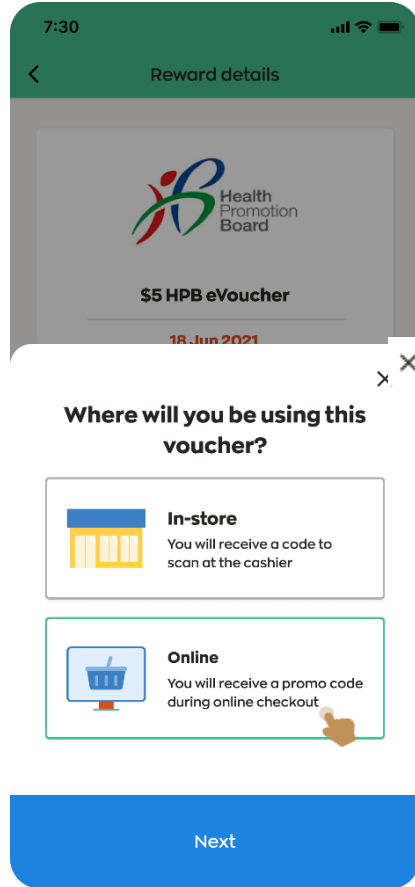 7:30
Reward details
Health
Promotion
Board
$5 HPB eVoucher
18 Jun 2021
Where will you be using this
voucher?
In-store
You will receive a code to
scan at the cashier
Online
You will receive a promo code
during online checkout
Next